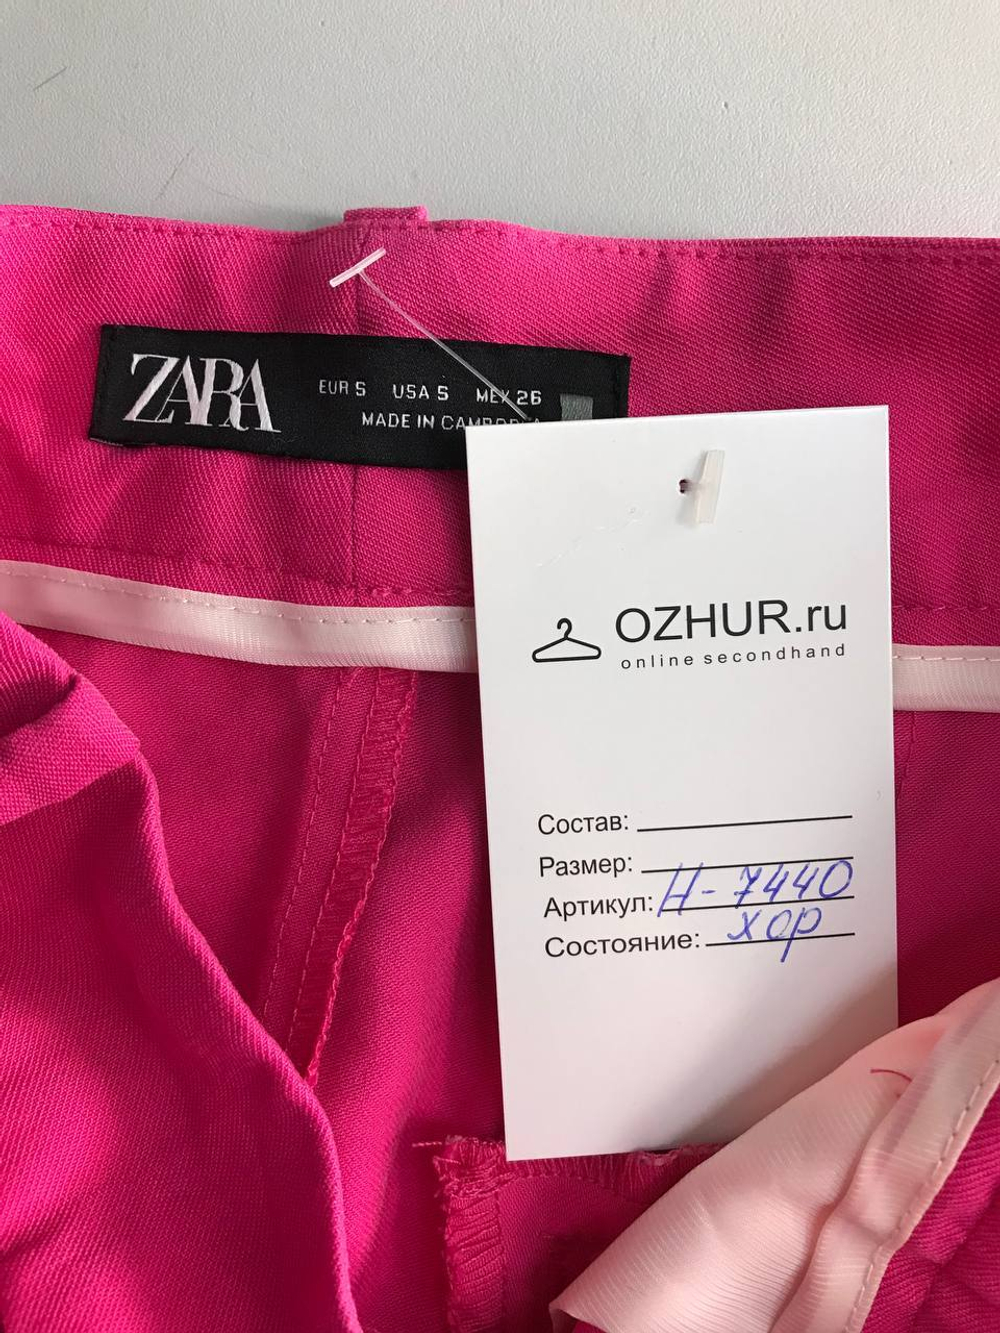 ZARA
EUR S USA S MEX 26
MADE IN CAMBODIA
OZHUR.ru
online secondhand
Состав:
Размер:
Артикул: Н-7440
Состояние: хор